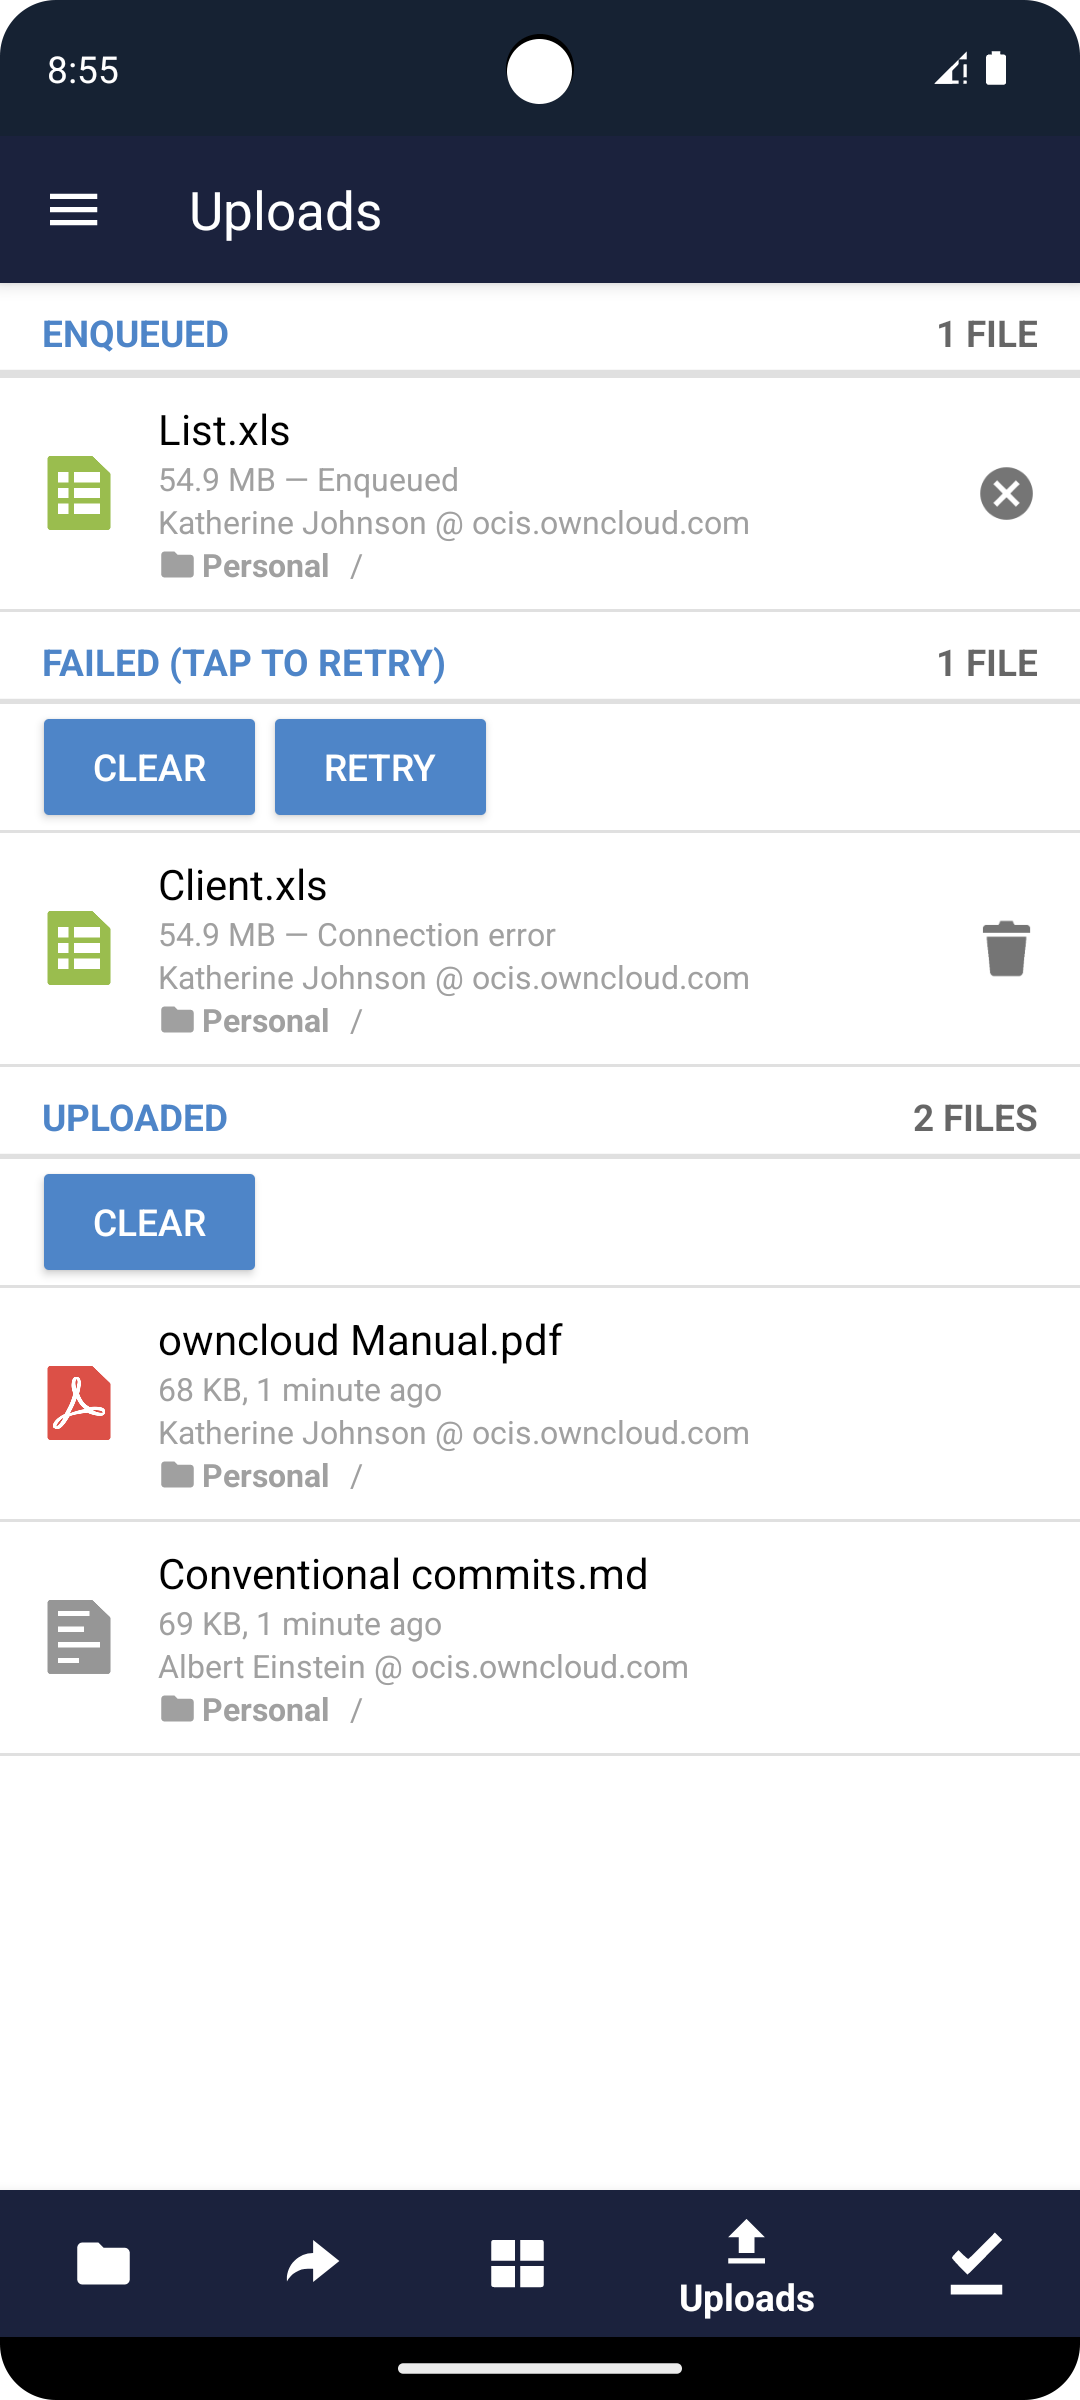 8:55
Uploads
ENQUEUED 1 FILE
List.xls
54.9 MB — Enqueued
Katherine Johnson @ ocis.owncloud.com
Personal /
FAILED (TAP TO RETRY) 1 FILE
CLEAR RETRY
Client.xls
54.9 MB — Connection error
Katherine Johnson @ ocis.owncloud.com
Personal /
UPLOADED 2 FILES
CLEAR
owncloud Manual.pdf
68 KB, 1 minute ago
Katherine Johnson @ ocis.owncloud.com
Personal /
Conventional commits.md
69 KB, 1 minute ago
Albert Einstein @ ocis.owncloud.com
Personal /
Uploads